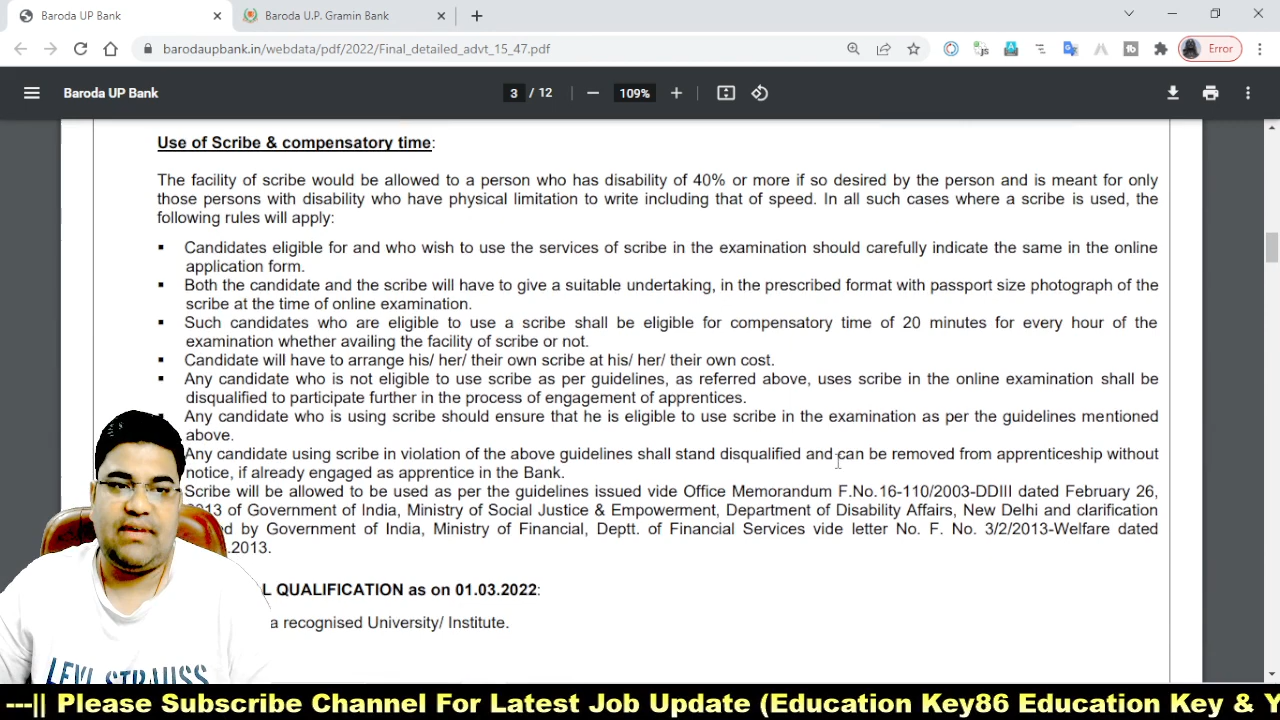 Baroda UP Bank
Baroda U.P. Gramin Bank
barodaupbank.in/webdata/pdf/2022/Final_detailed_advt_15_47.pdf
Error
Baroda UP Bank
3 / 12
109%
Use of Scribe & compensatory time:
The facility of scribe would be allowed to a person who has disability of 40% or more if so desired by the person and is meant for only
those persons with disability who have physical limitation to write including that of speed. In all such cases where a scribe is used, the
following rules will apply:
▪ Candidates eligible for and who wish to use the services of scribe in the examination should carefully indicate the same in the online
application form.
▪ Both the candidate and the scribe will have to give a suitable undertaking, in the prescribed format with passport size photograph of the
scribe at the time of online examination.
▪ Such candidates who are eligible to use a scribe shall be eligible for compensatory time of 20 minutes for every hour of the
examination whether availing the facility of scribe or not.
▪ Candidate will have to arrange his/ her/ their own scribe at his/ her/ their own cost.
▪ Any candidate who is not eligible to use scribe as per guidelines, as referred above, uses scribe in the online examination shall be
disqualified to participate further in the process of engagement of apprentices.
▪ Any candidate who is using scribe should ensure that he is eligible to use scribe in the examination as per the guidelines mentioned
above.
Any candidate using scribe in violation of the above guidelines shall stand disqualified and can be removed from apprenticeship without
notice, if already engaged as apprentice in the Bank.
Scribe will be allowed to be used as per the guidelines issued vide Office Memorandum F.No.16-110/2003-DDIII dated February 26,
2013 of Government of India, Ministry of Social Justice & Empowerment, Department of Disability Affairs, New Delhi and clarification
by Government of India, Ministry of Financial, Deptt. of Financial Services vide letter No. F. No. 3/2/2013-Welfare dated
.2013.
L QUALIFICATION as on 01.03.2022:
a recognised University/ Institute.
LEVI STRAUSS
---|| Please Subscribe Channel For Latest Job Update (Education Key86 Education Key & Y